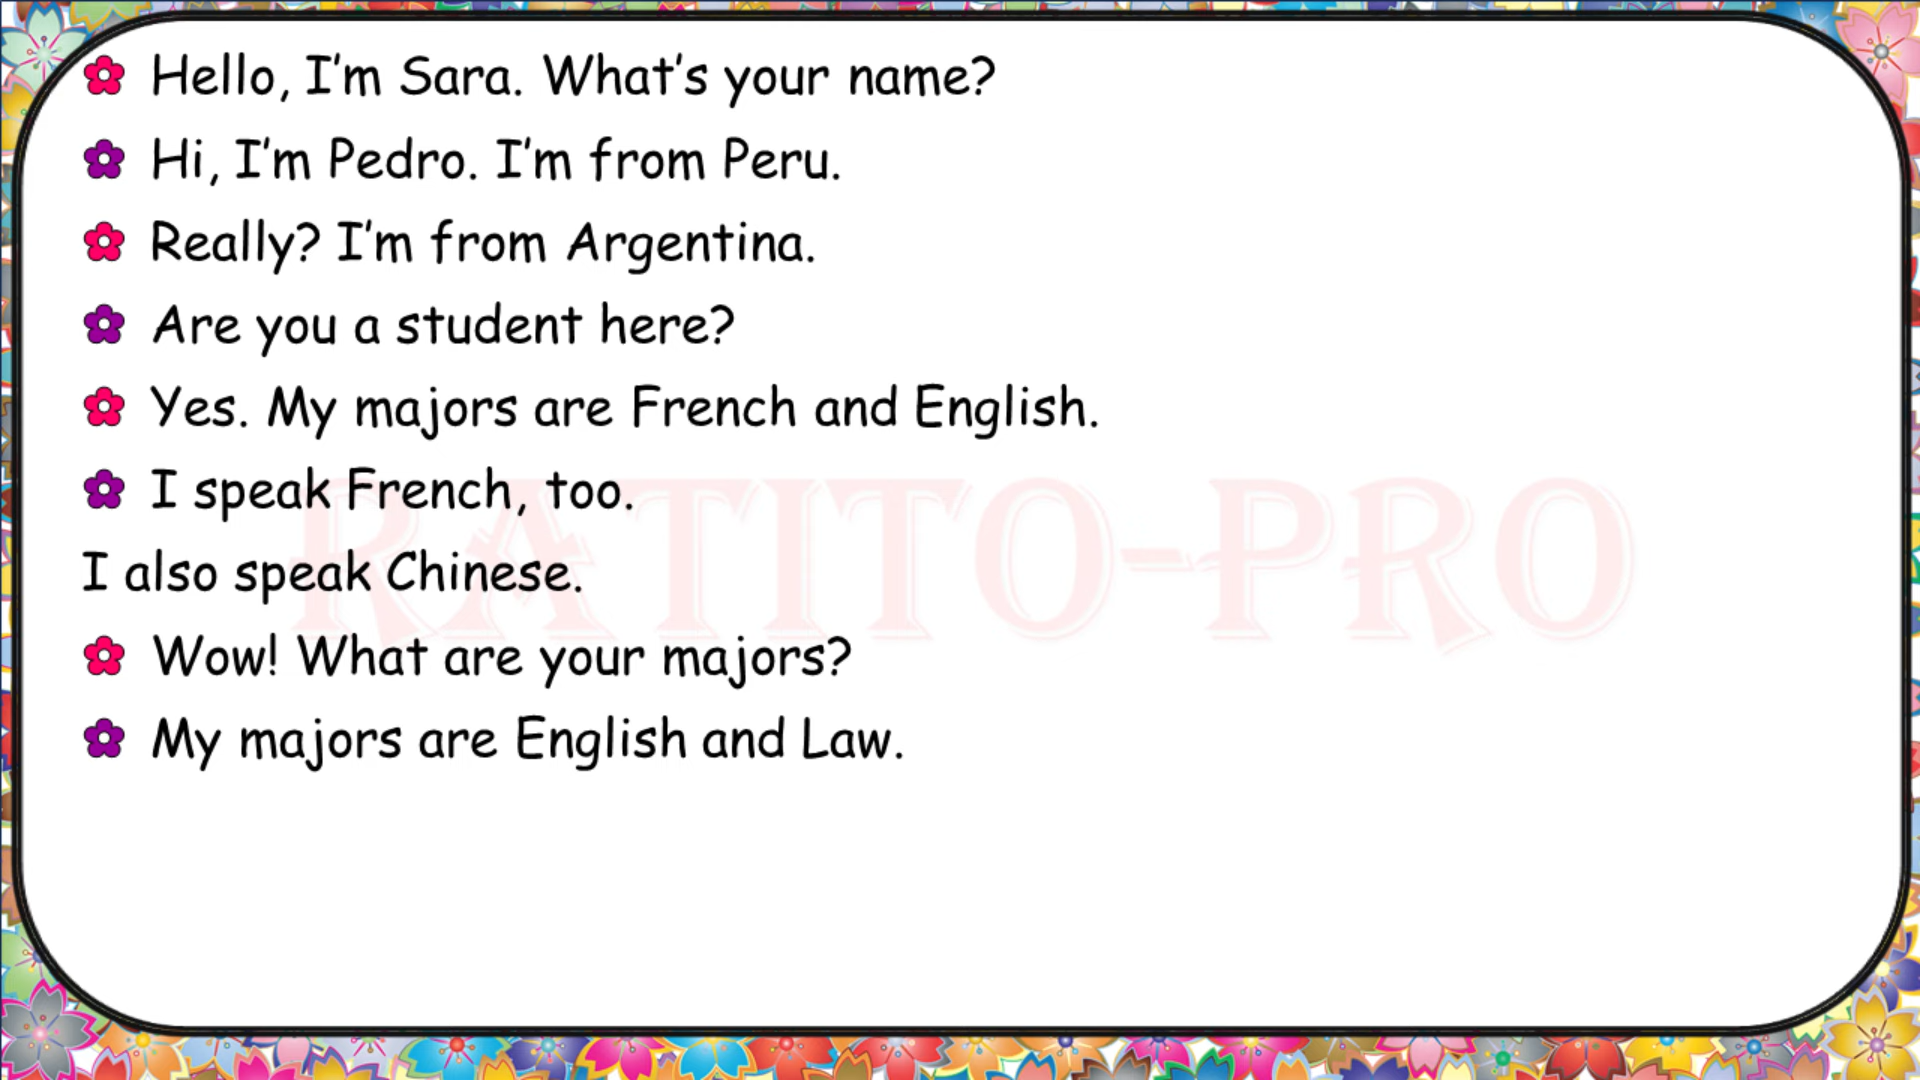 Hello, I’m Sara. What’s your name?
Hi, I’m Pedro. I’m from Peru.
Really? I’m from Argentina.
Are you a student here?
Yes. My majors are French and English.
I speak French, too.
I also speak Chinese.
Wow! What are your majors?
My majors are English and Law.
RATITO-PRO